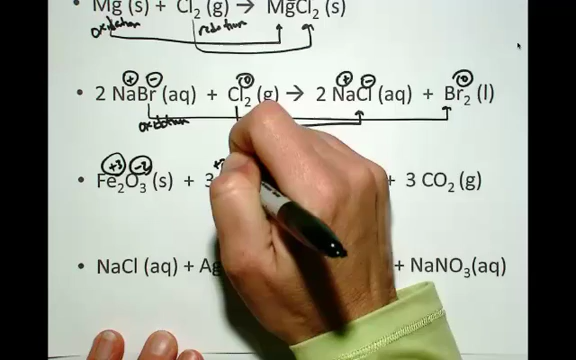 Mg (s) + Cl₂ (g) → MgCl₂ (s)
oxidation reduction
+ − 0 + − 0
• 2 NaBr (aq) + Cl₂ (g) → 2 NaCl (aq) + Br₂ (l)
oxidation
+3 −2
• Fe₂O₃ (s) + 3 + 3 CO₂ (g)
• NaCl (aq) + Ag + NaNO₃(aq)